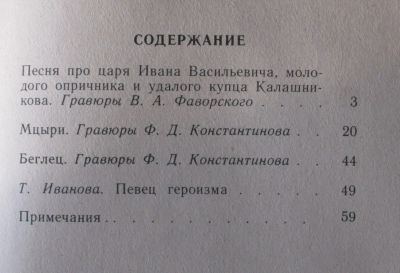 СОДЕРЖАНИЕ
Песня про царя Ивана Васильевича, моло-
дого опричника и удалого купца Калашни-
кова. Гравюры В. А. Фаворского . . . . 3
Мцыри. Гравюры Ф. Д. Константинова . . 20
Беглец. Гравюры Ф. Д. Константинова . . 44
Т. Иванова. Певец героизма . . . . . 49
Примечания . . . . . . . . . . . 59